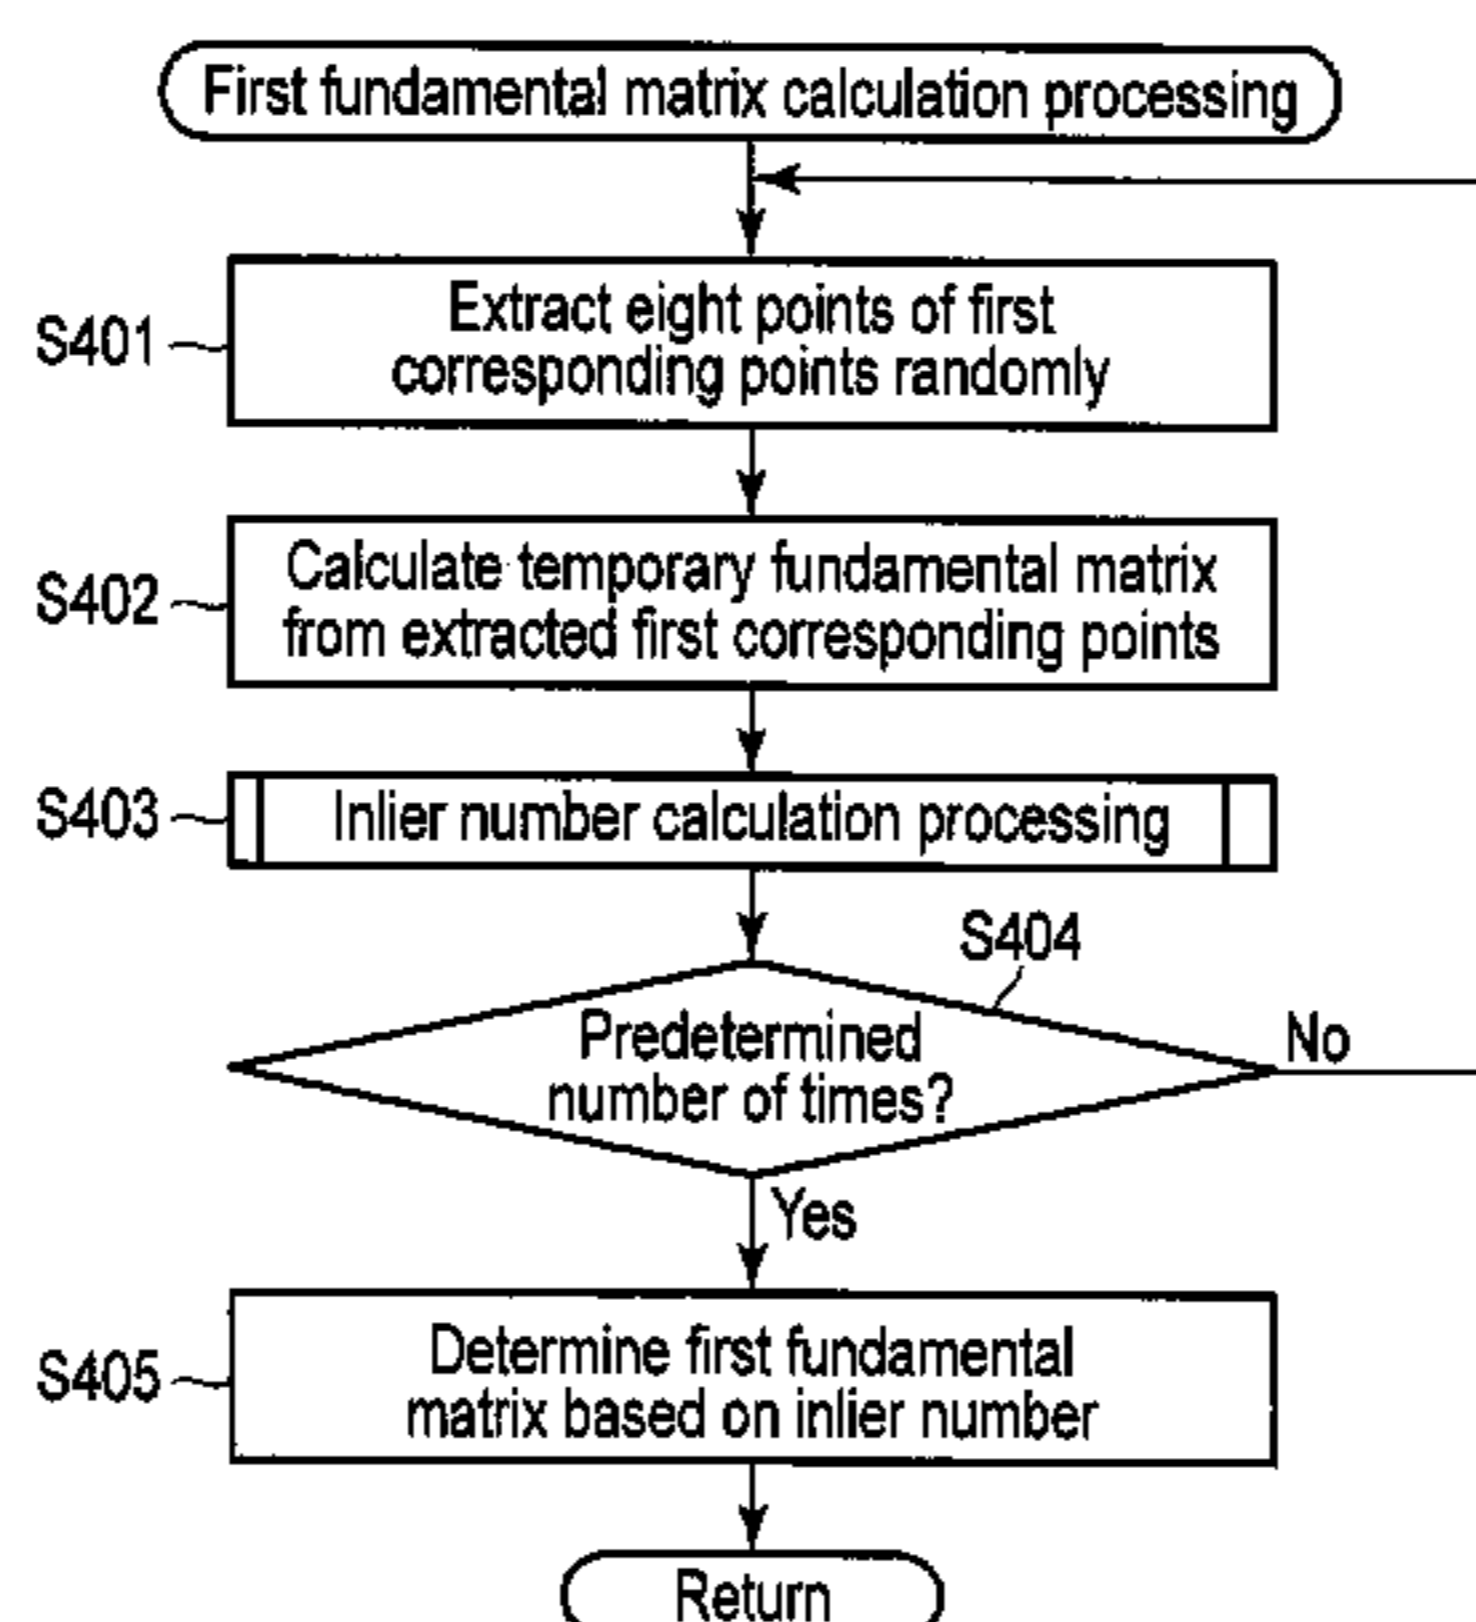 First fundamental matrix calculation processing
S401
Extract eight points of first
corresponding points randomly
S402
Calculate temporary fundamental matrix
from extracted first corresponding points
S403
Inlier number calculation processing
S404
Predetermined
number of times?
No
Yes
S405
Determine first fundamental
matrix based on inlier number
Return